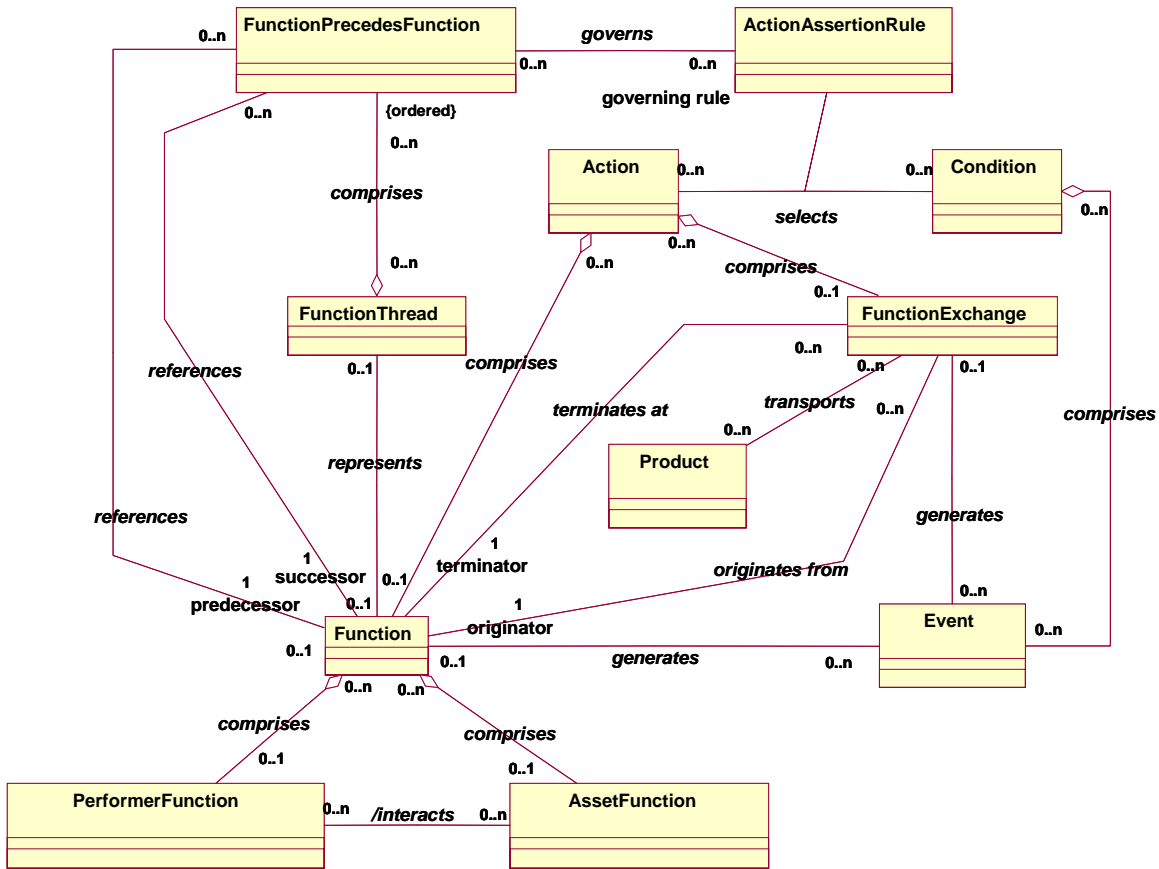 FunctionPrecedesFunction
ActionAssertionRule
0..n
governs
0..n
0..n
governing rule
0..n
{ordered}
0..n
Action
0..n
0..n
Condition
comprises
0..n
selects
0..n
0..n
0..n
comprises
0..n
0..1
FunctionThread
FunctionExchange
0..1
references
comprises
0..n
0..n
0..1
transports
terminates at
0..n
comprises
0..n
Product
represents
references
generates
1
successor
1
terminator
originates from
1
predecessor
0..1
0..1
1
originator
0..n
Event
Function
0..n
0..1
0..1
generates
0..n
0..n
0..n
comprises
comprises
0..1
0..1
PerformerFunction
0..n
/interacts
0..n
AssetFunction